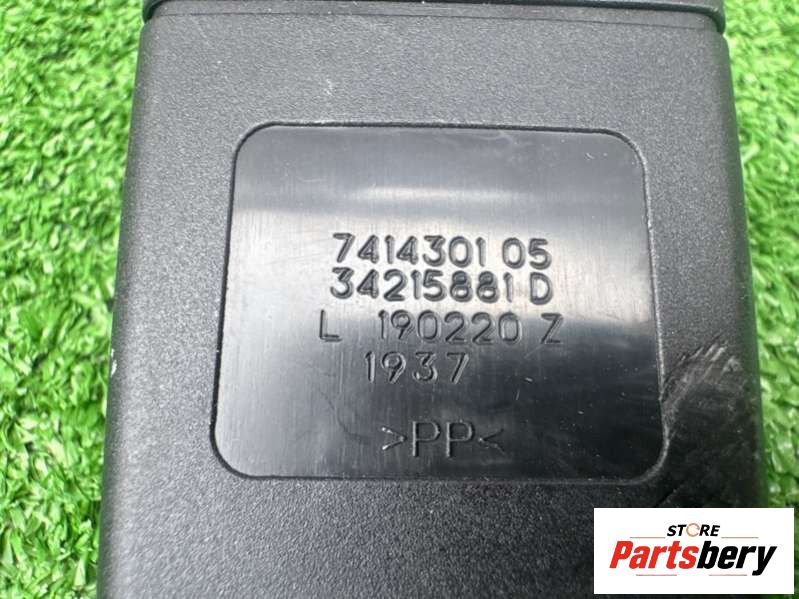 7414301 05
34215881 D
L 190220 Z
1937
>PP<
STORE
Partsbery